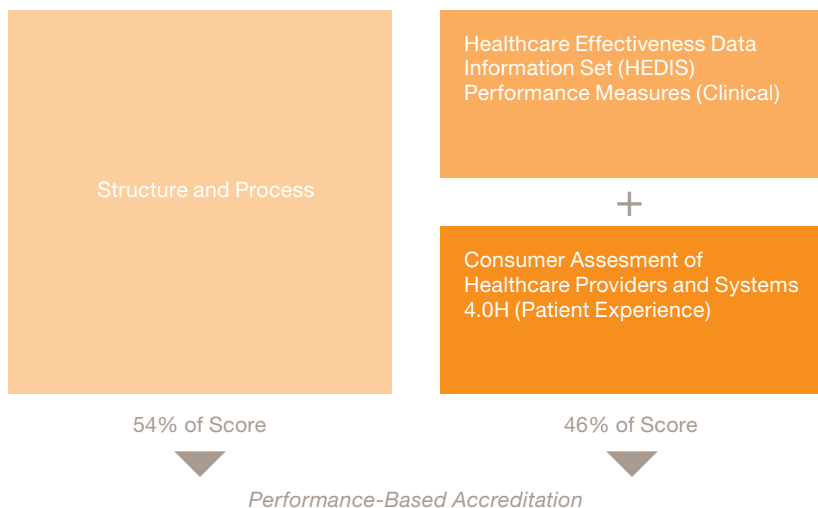 Structure and Process
Healthcare Effectiveness Data
Information Set (HEDIS)
Performance Measures (Clinical)
+
Consumer Assesment of
Healthcare Providers and Systems
4.0H (Patient Experience)
54% of Score
46% of Score
Performance-Based Accreditation